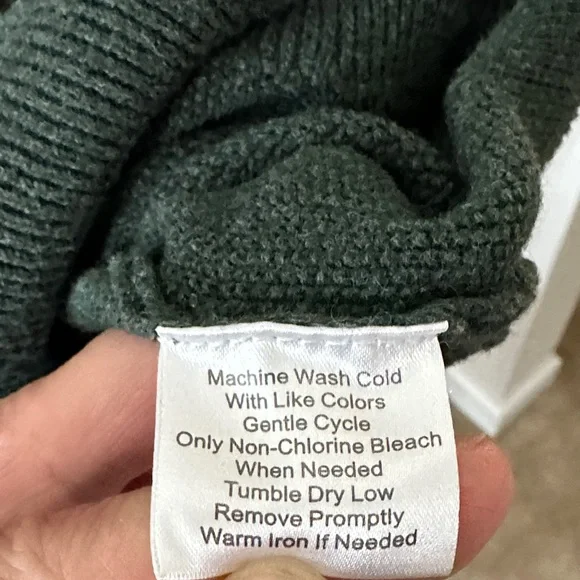 Machine Wash Cold
With Like Colors
Gentle Cycle
Only Non-Chlorine Bleach
When Needed
Tumble Dry Low
Remove Promptly
Warm Iron If Needed